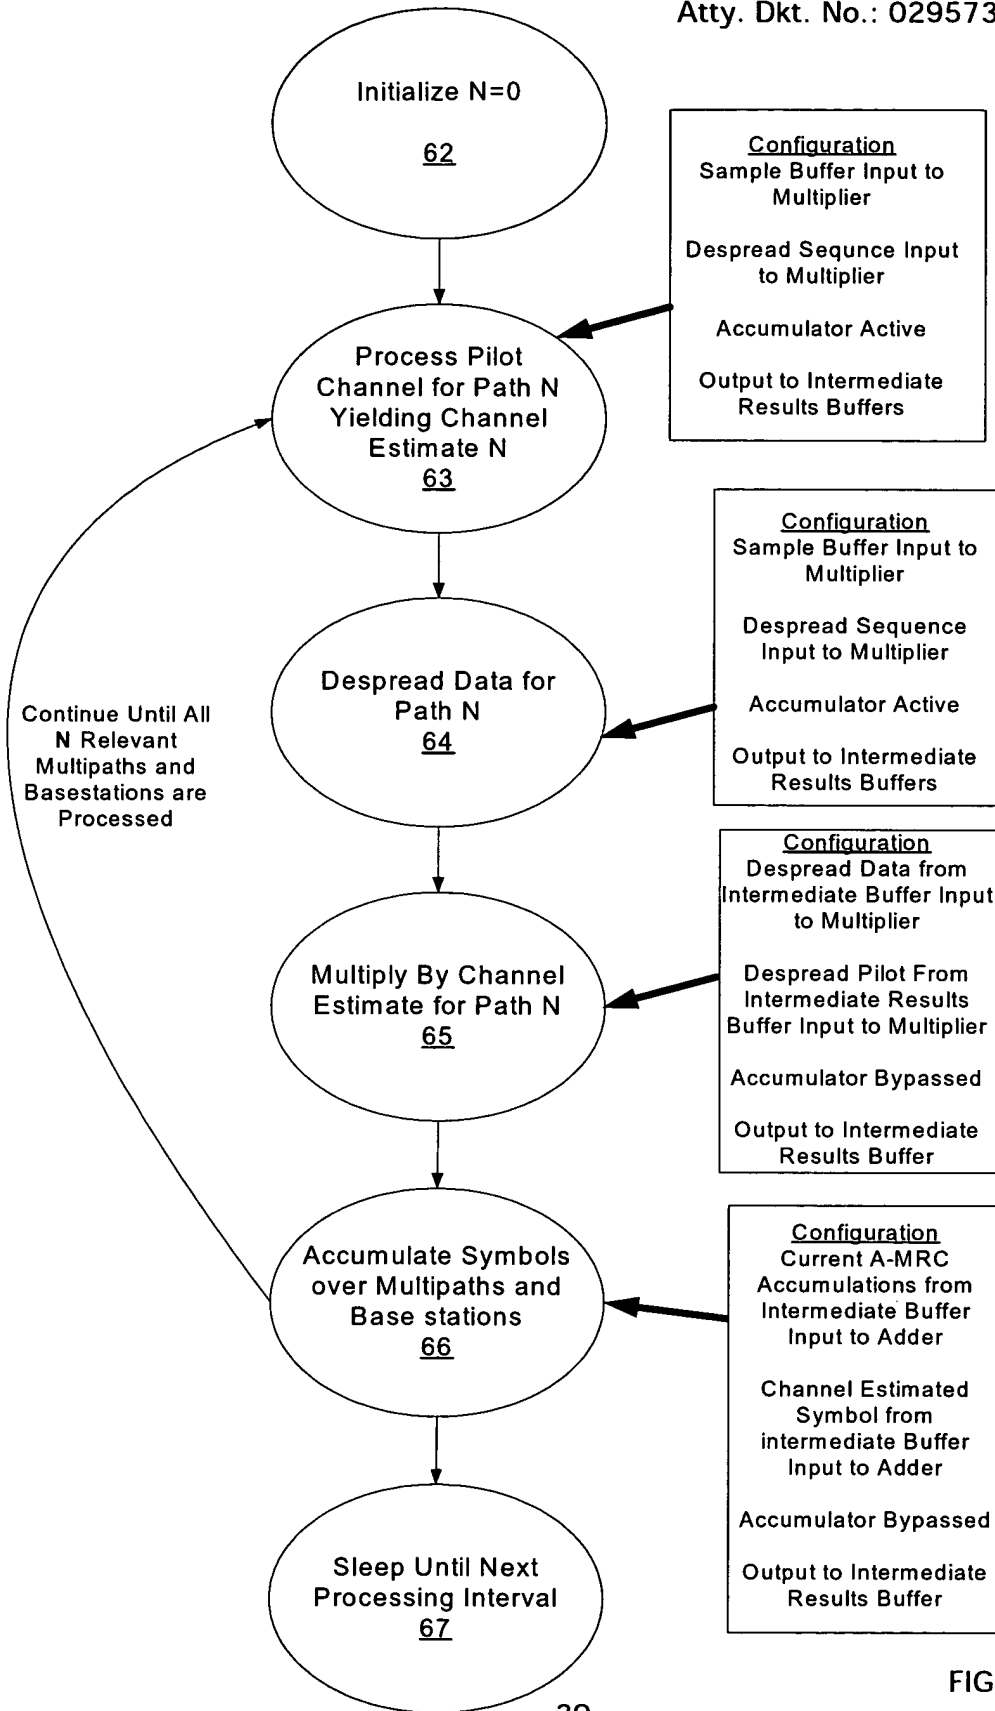 Atty. Dkt. No.: 029573
Initialize N=0
62
Configuration
Sample Buffer Input to
Multiplier
Despread Sequnce Input
to Multiplier
Accumulator Active
Output to Intermediate
Results Buffers
Process Pilot
Channel for Path N
Yielding Channel
Estimate N
63
Configuration
Sample Buffer Input to
Multiplier
Despread Sequence
Input to Multiplier
Accumulator Active
Output to Intermediate
Results Buffers
Despread Data for
Path N
64
Continue Until All
N Relevant
Multipaths and
Basestations are
Processed
Configuration
Despread Data from
Intermediate Buffer Input
to Multiplier
Despread Pilot From
Intermediate Results
Buffer Input to Multiplier
Accumulator Bypassed
Output to Intermediate
Results Buffer
Multiply By Channel
Estimate for Path N
65
Accumulate Symbols
over Multipaths and
Base stations
66
Configuration
Current A-MRC
Accumulations from
Intermediate Buffer
Input to Adder
Channel Estimated
Symbol from
intermediate Buffer
Input to Adder
Accumulator Bypassed
Output to Intermediate
Results Buffer
Sleep Until Next
Processing Interval
67
FIG